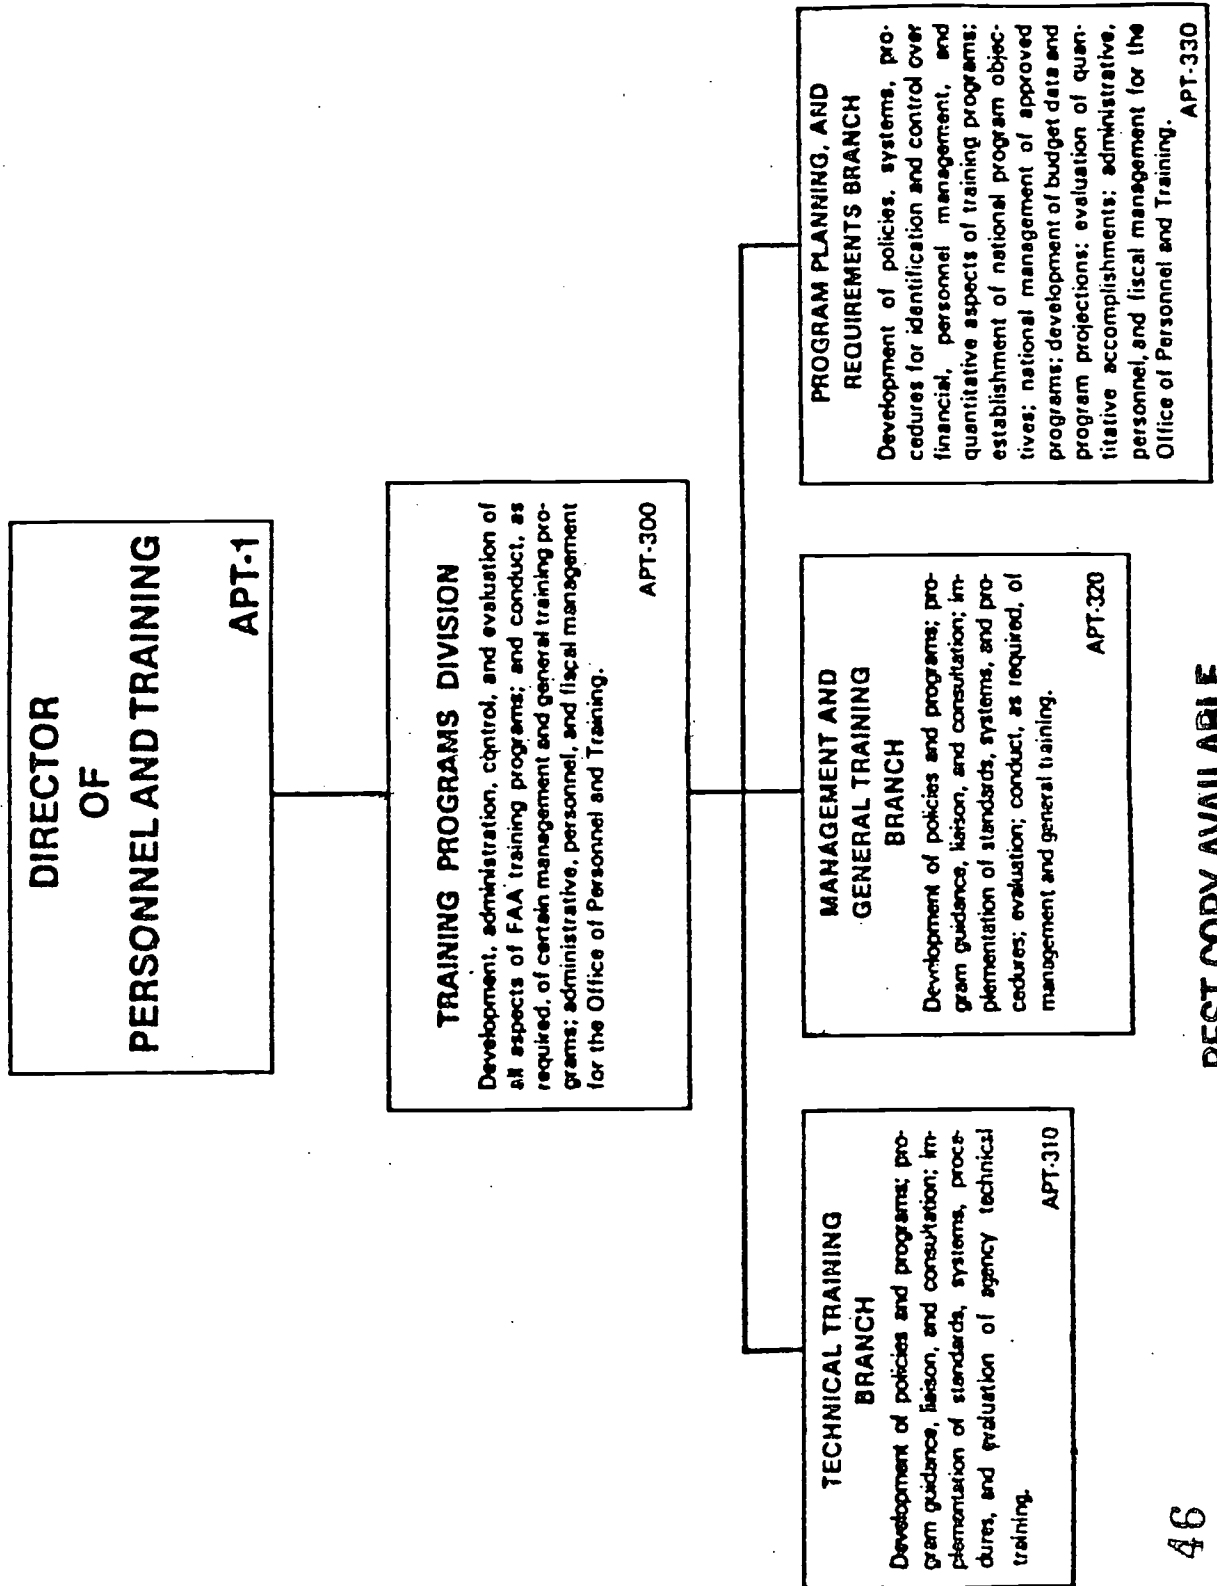 DIRECTOR
OF
PERSONNEL AND TRAINING
APT-1
TRAINING PROGRAMS DIVISION
Development, administration, control, and evaluation of
all aspects of FAA training programs; and conduct, as
required, of certain management and general training pro-
grams; administrative, personnel, and fiscal management
for the Office of Personnel and Training.
APT-300
TECHNICAL TRAINING
BRANCH
Development of policies and programs; pro-
gram guidance, liaison, and consultation; im-
plementation of standards, systems, proce-
dures, and evaluation of agency technical
training.
APT-310
MANAGEMENT AND
GENERAL TRAINING
BRANCH
Development of policies and programs; pro-
gram guidance, liaison, and consultation; im-
plementation of standards, systems, and pro-
cedures; evaluation; conduct, as required, of
management and general training.
APT-320
PROGRAM PLANNING, AND
REQUIREMENTS BRANCH
Development of policies, systems, pro-
cedures for identification and control over
financial, personnel management, and
quantitative aspects of training programs;
establishment of national program objec-
tives; national management of approved
programs; development of budget data and
program projections; evaluation of quan-
titative accomplishments; administrative,
personnel, and fiscal management for the
Office of Personnel and Training.
APT-330
46
BEST COPY AVAILABLE